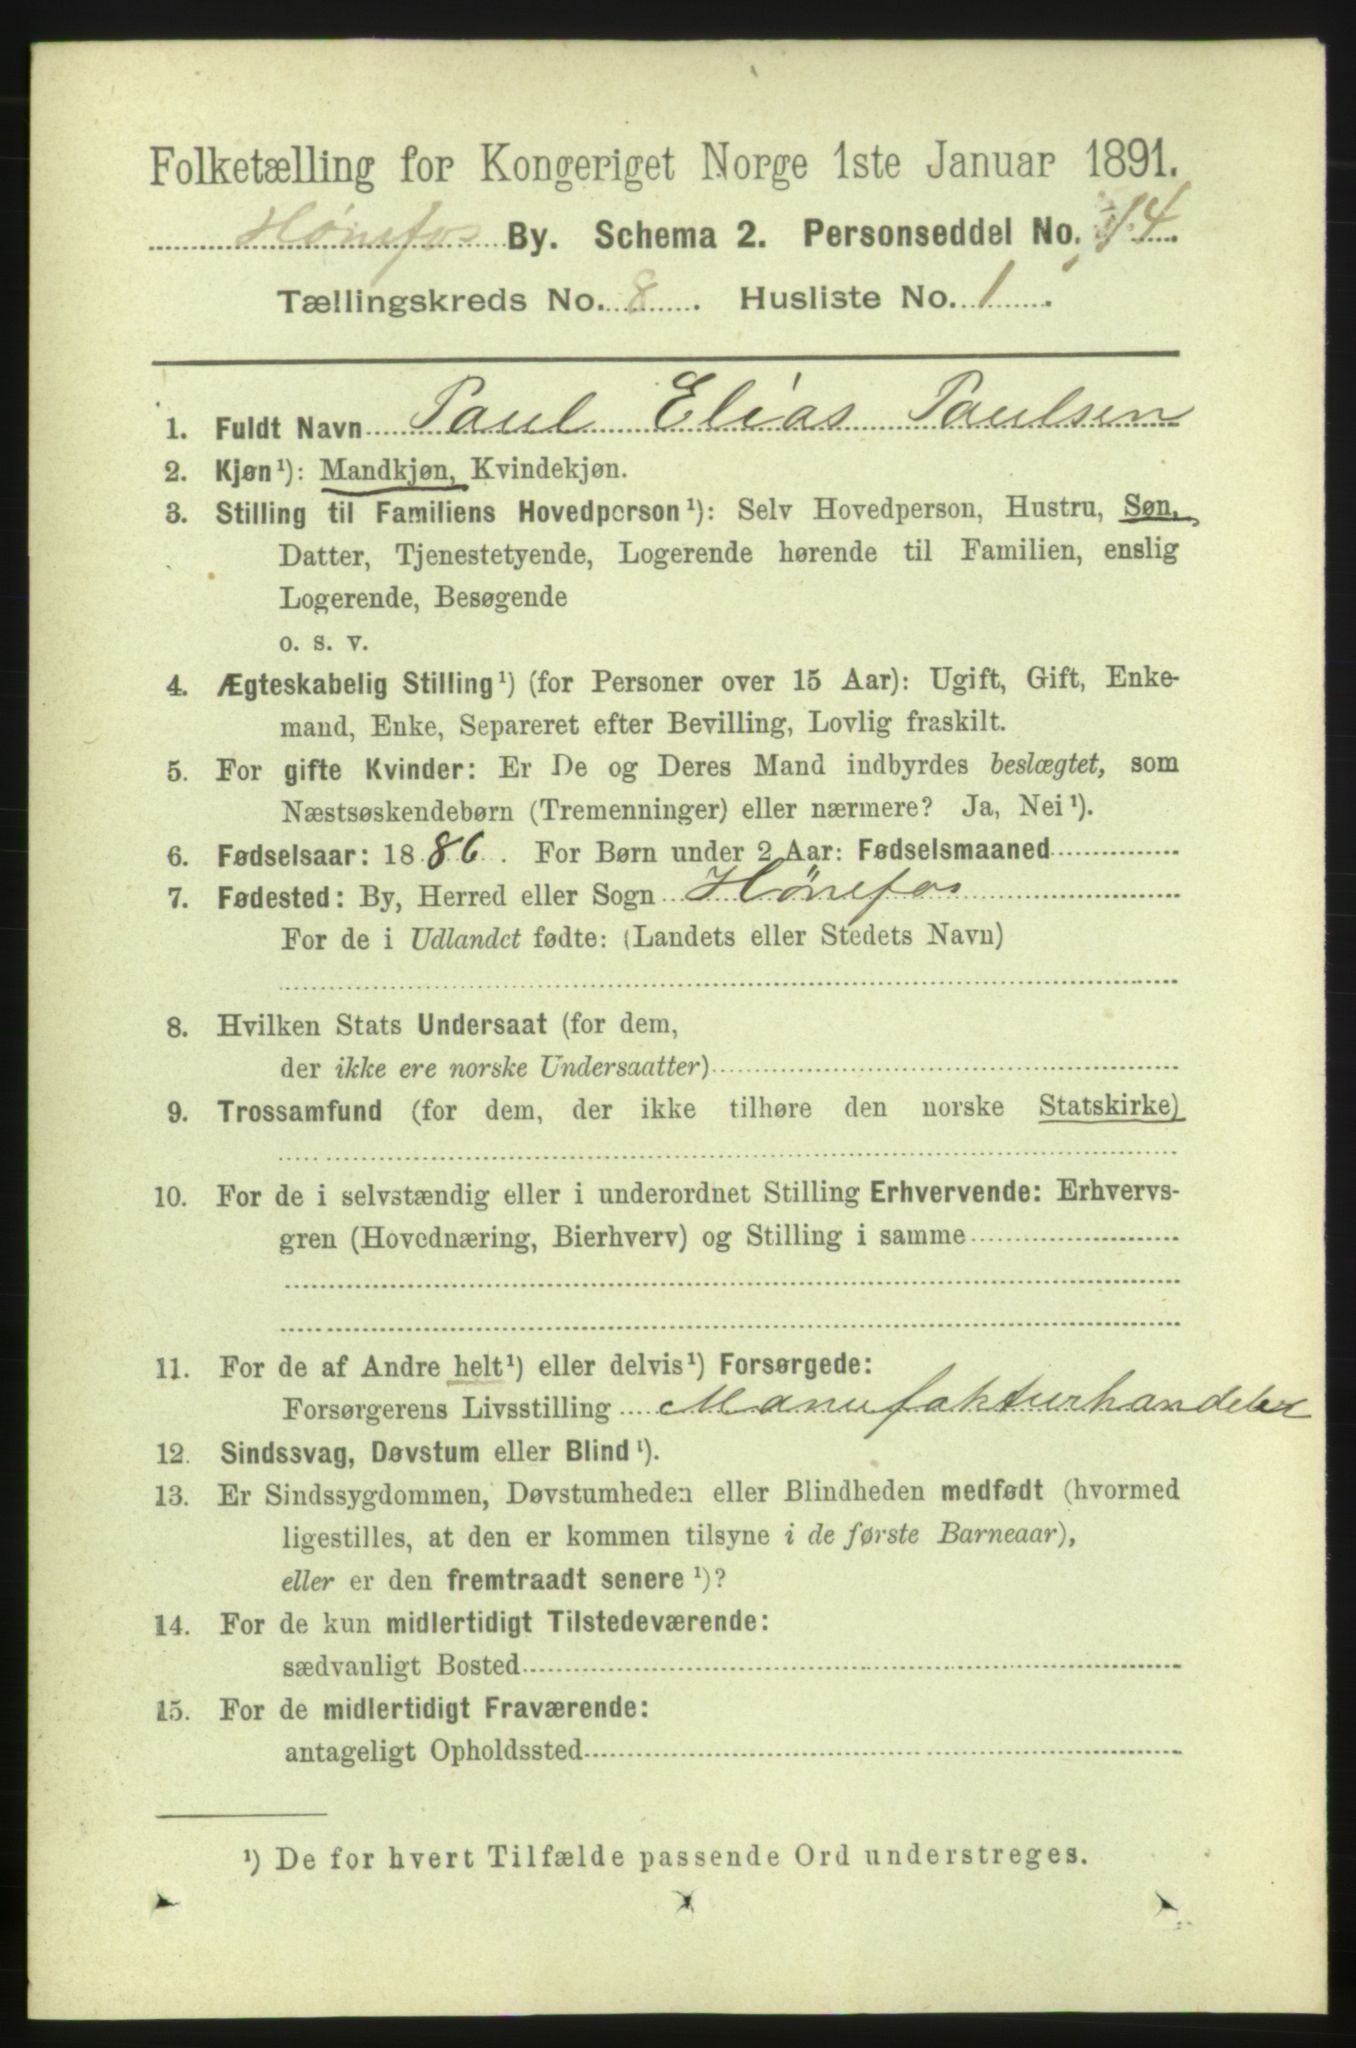 Folketælling for Kongeriget Norge 1ste Januar 1891.
Hønefos By. Schema 2. Personseddel No. 14.
Tællingskreds No. 8. Husliste No. 1.
1. Fuldt Navn Paul Elias Paulsen
2. Kjøn¹): Mandkjøn, Kvindekjøn.
3. Stilling til Familiens Hovedperson¹): Selv Hovedperson, Hustru, Søn,
Datter, Tjenestetyende, Logerende hørende til Familien, enslig
Logerende, Besøgende
o. s. v.
4. Ægteskabelig Stilling¹) (for Personer over 15 Aar): Ugift, Gift, Enke-
mand, Enke, Separeret efter Bevilling, Lovlig fraskilt.
5. For gifte Kvinder: Er De og Deres Mand indbyrdes beslægtet, som
Næstsøskendebørn (Tremenninger) eller nærmere? Ja, Nei¹).
6. Fødselsaar: 1886. For Børn under 2 Aar: Fødselsmaaned
7. Fødested: By, Herred eller Sogn Hönefos
For de i Udlandet fødte: (Landets eller Stedets Navn)
8. Hvilken Stats Undersaat (for dem,
der ikke ere norske Undersaatter)
9. Trossamfund (for dem, der ikke tilhøre den norske Statskirke)
10. For de i selvstændig eller i underordnet Stilling Erhvervende: Erhvervs-
gren (Hovednæring, Bierhverv) og Stilling i samme
11. For de af Andre helt¹) eller delvis¹) Forsørgede:
Forsørgerens Livsstilling Manufakturhandeler
12. Sindssvag, Døvstum eller Blind¹).
13. Er Sindssygdommen, Døvstumheden eller Blindheden medfødt (hvormed
ligestilles, at den er kommen tilsyne i de første Barneaar),
eller er den fremtraadt senere¹)?
14. For de kun midlertidigt Tilstedeværende:
sædvanligt Bosted
15. For de midlertidigt Fraværende:
antageligt Opholdssted
¹) De for hvert Tilfælde passende Ord understreges.